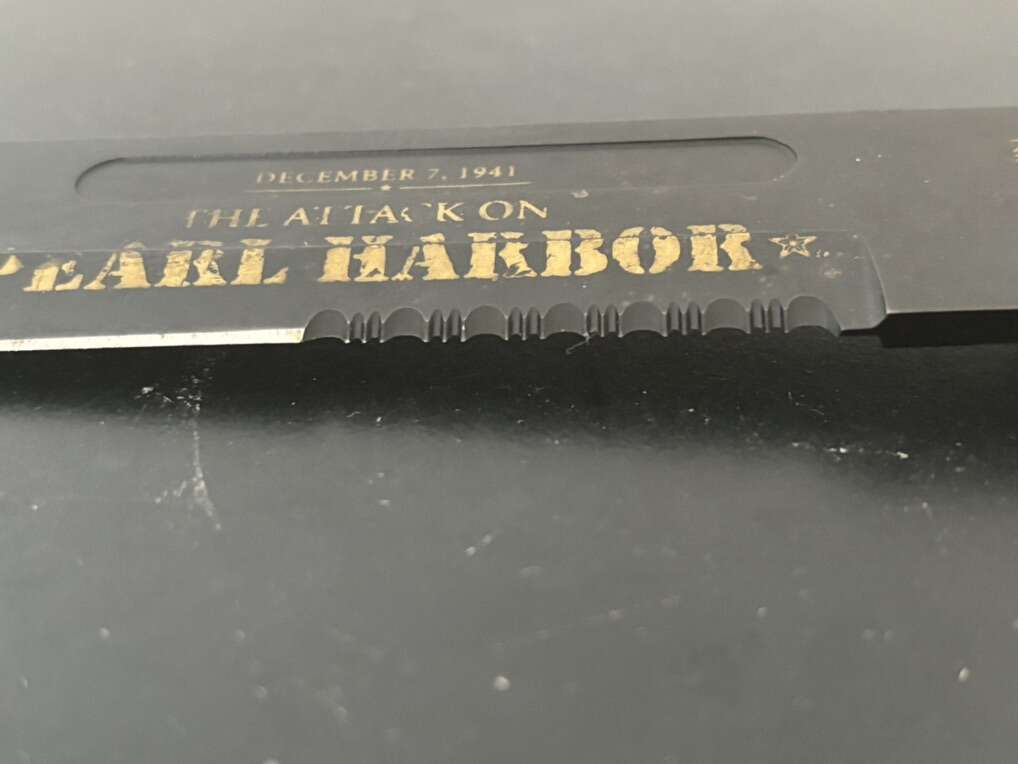 DECEMBER 7, 1941
THE ATTACK ON
PEARL HARBOR